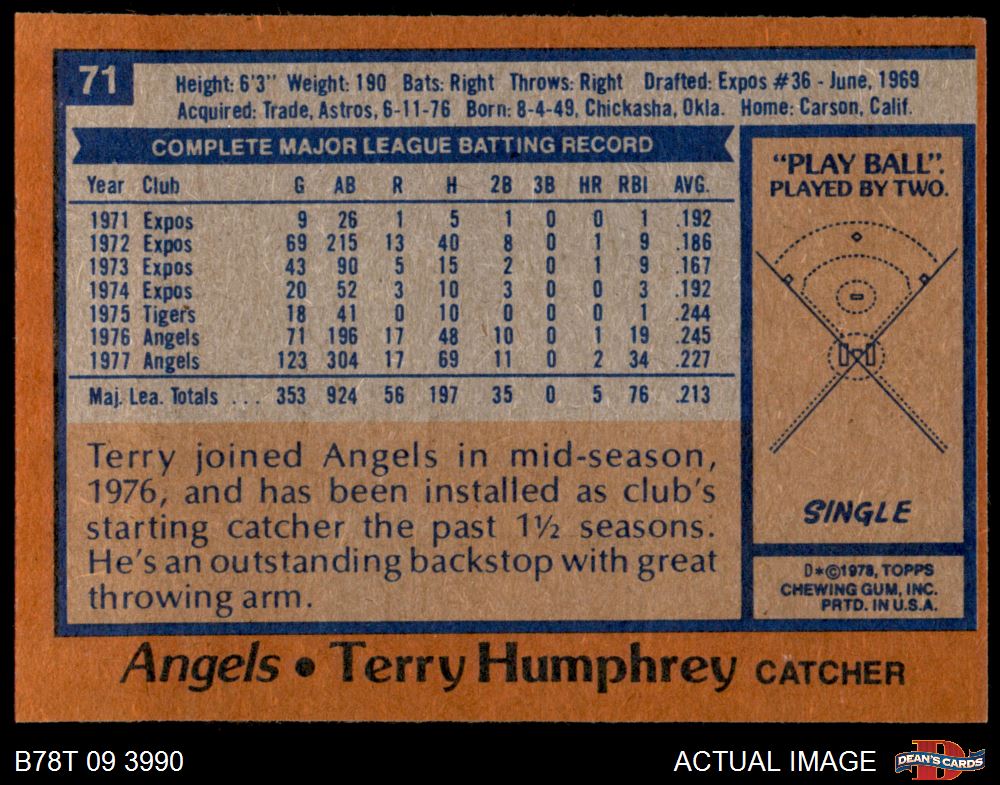 71
Height: 6'3" Weight: 190 Bats: Right Throws: Right Drafted: Expos #36 - June, 1969
Acquired: Trade, Astros, 6-11-76 Born: 8-4-49, Chickasha, Okla. Home: Carson, Calif.
COMPLETE MAJOR LEAGUE BATTING RECORD
Year Club G AB R H 2B 3B HR RBI AVG.
1971 Expos 9 26 1 5 1 0 0 1 .192
1972 Expos 69 215 13 40 8 0 1 9 .186
1973 Expos 43 90 5 15 2 0 1 9 .167
1974 Expos 20 52 3 10 3 0 0 3 .192
1975 Tigers 18 41 0 10 0 0 0 1 .244
1976 Angels 71 196 17 48 10 0 1 19 .245
1977 Angels 123 304 17 69 11 0 2 34 .227
Maj. Lea. Totals ... 353 924 56 197 35 0 5 76 .213
Terry joined Angels in mid-season,
1976, and has been installed as club's
starting catcher the past 1½ seasons.
He's an outstanding backstop with great
throwing arm.
"PLAY BALL".
PLAYED BY TWO.
SINGLE
D*©1978, TOPPS
CHEWING GUM, INC.
PRTD. IN U.S.A.
Angels • Terry Humphrey CATCHER
B78T 09 3990
ACTUAL IMAGE
D
DEAN'S CARDS